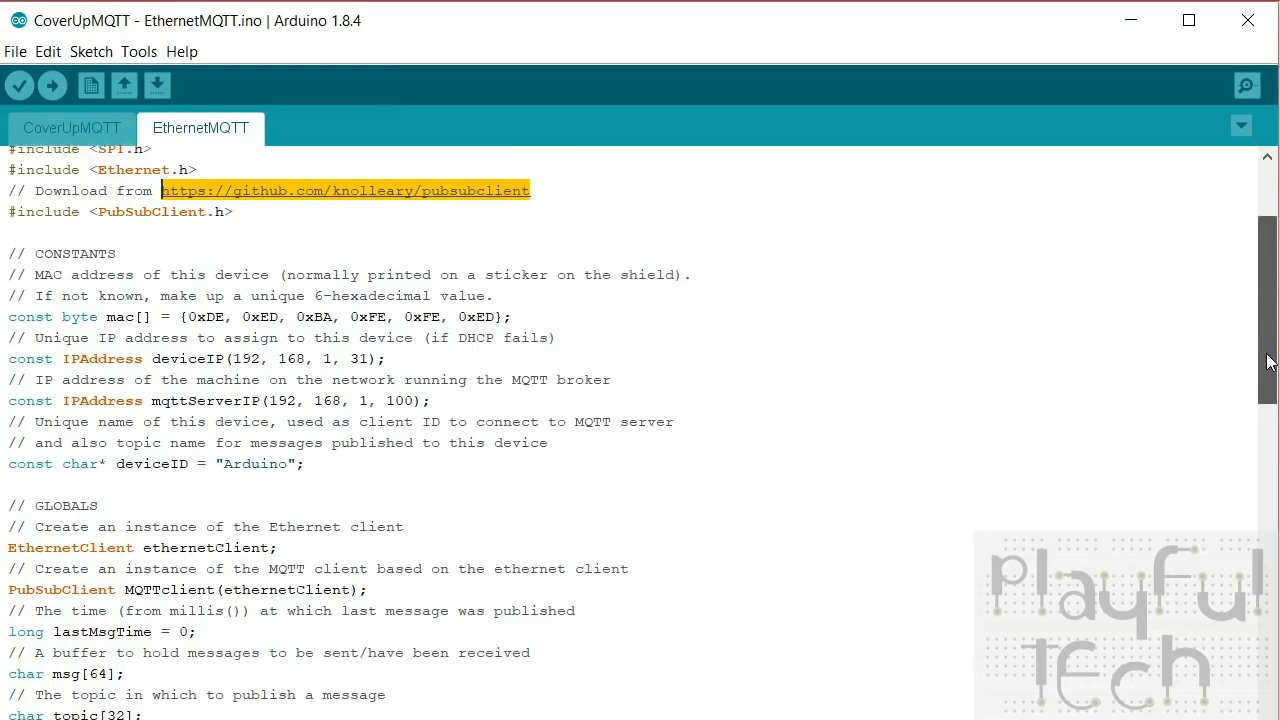 CoverUpMQTT - EthernetMQTT.ino | Arduino 1.8.4
File Edit Sketch Tools Help
CoverUpMQTT EthernetMQTT
#include <SPI.h>
#include <Ethernet.h>
// Download from https://github.com/knolleary/pubsubclient
#include <PubSubClient.h>
// CONSTANTS
// MAC address of this device (normally printed on a sticker on the shield).
// If not known, make up a unique 6-hexadecimal value.
const byte mac[] = {0xDE, 0xED, 0xBA, 0xFE, 0xFE, 0xED};
// Unique IP address to assign to this device (if DHCP fails)
const IPAddress deviceIP(192, 168, 1, 31);
// IP address of the machine on the network running the MQTT broker
const IPAddress mqttServerIP(192, 168, 1, 100);
// Unique name of this device, used as client ID to connect to MQTT server
// and also topic name for messages published to this device
const char* deviceID = "Arduino";
// GLOBALS
// Create an instance of the Ethernet client
EthernetClient ethernetClient;
// Create an instance of the MQTT client based on the ethernet client
PubSubClient MQTTclient(ethernetClient);
// The time (from millis()) at which last message was published
long lastMsgTime = 0;
// A buffer to hold messages to be sent/have been received
char msg[64];
// The topic in which to publish a message
char topic[32];
playful
tech